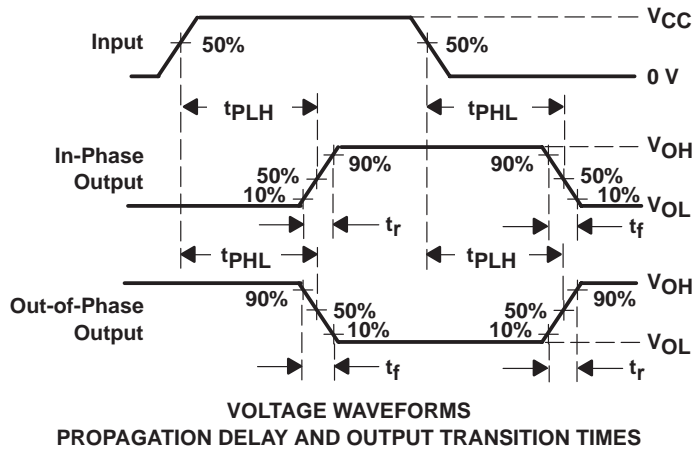 VCC
Input
50%
50%
0 V
tPLH
tPHL
In-Phase
Output
VOH
90%
90%
50%
50%
10%
10%
VOL
tr
tf
tPHL
tPLH
Out-of-Phase
Output
VOH
90%
90%
50%
50%
10%
10%
VOL
tf
tr
VOLTAGE WAVEFORMS
PROPAGATION DELAY AND OUTPUT TRANSITION TIMES